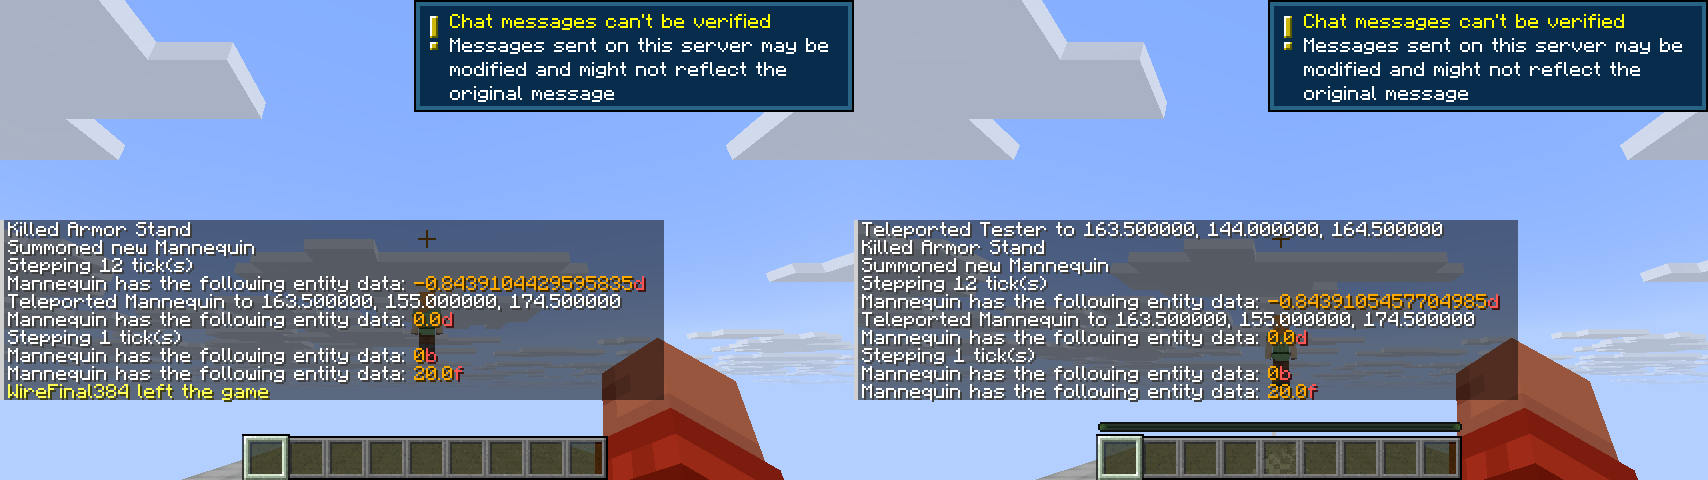 Chat messages can't be verified
Messages sent on this server may be
modified and might not reflect the
original message
Killed Armor Stand
Summoned new Mannequin
Stepping 12 tick(s)
Mannequin has the following entity data: -0.8439104429595835d
Teleported Mannequin to 163.500000, 155.000000, 174.500000
Mannequin has the following entity data: 0.0d
Stepping 1 tick(s)
Mannequin has the following entity data: 0b
Mannequin has the following entity data: 20.0f
WireFinal384 left the game
Chat messages can't be verified
Messages sent on this server may be
modified and might not reflect the
original message
Teleported Tester to 163.500000, 144.000000, 164.500000
Killed Armor Stand
Summoned new Mannequin
Stepping 12 tick(s)
Mannequin has the following entity data: -0.8439105457704985d
Teleported Mannequin to 163.500000, 155.000000, 174.500000
Mannequin has the following entity data: 0.0d
Stepping 1 tick(s)
Mannequin has the following entity data: 0b
Mannequin has the following entity data: 20.0f